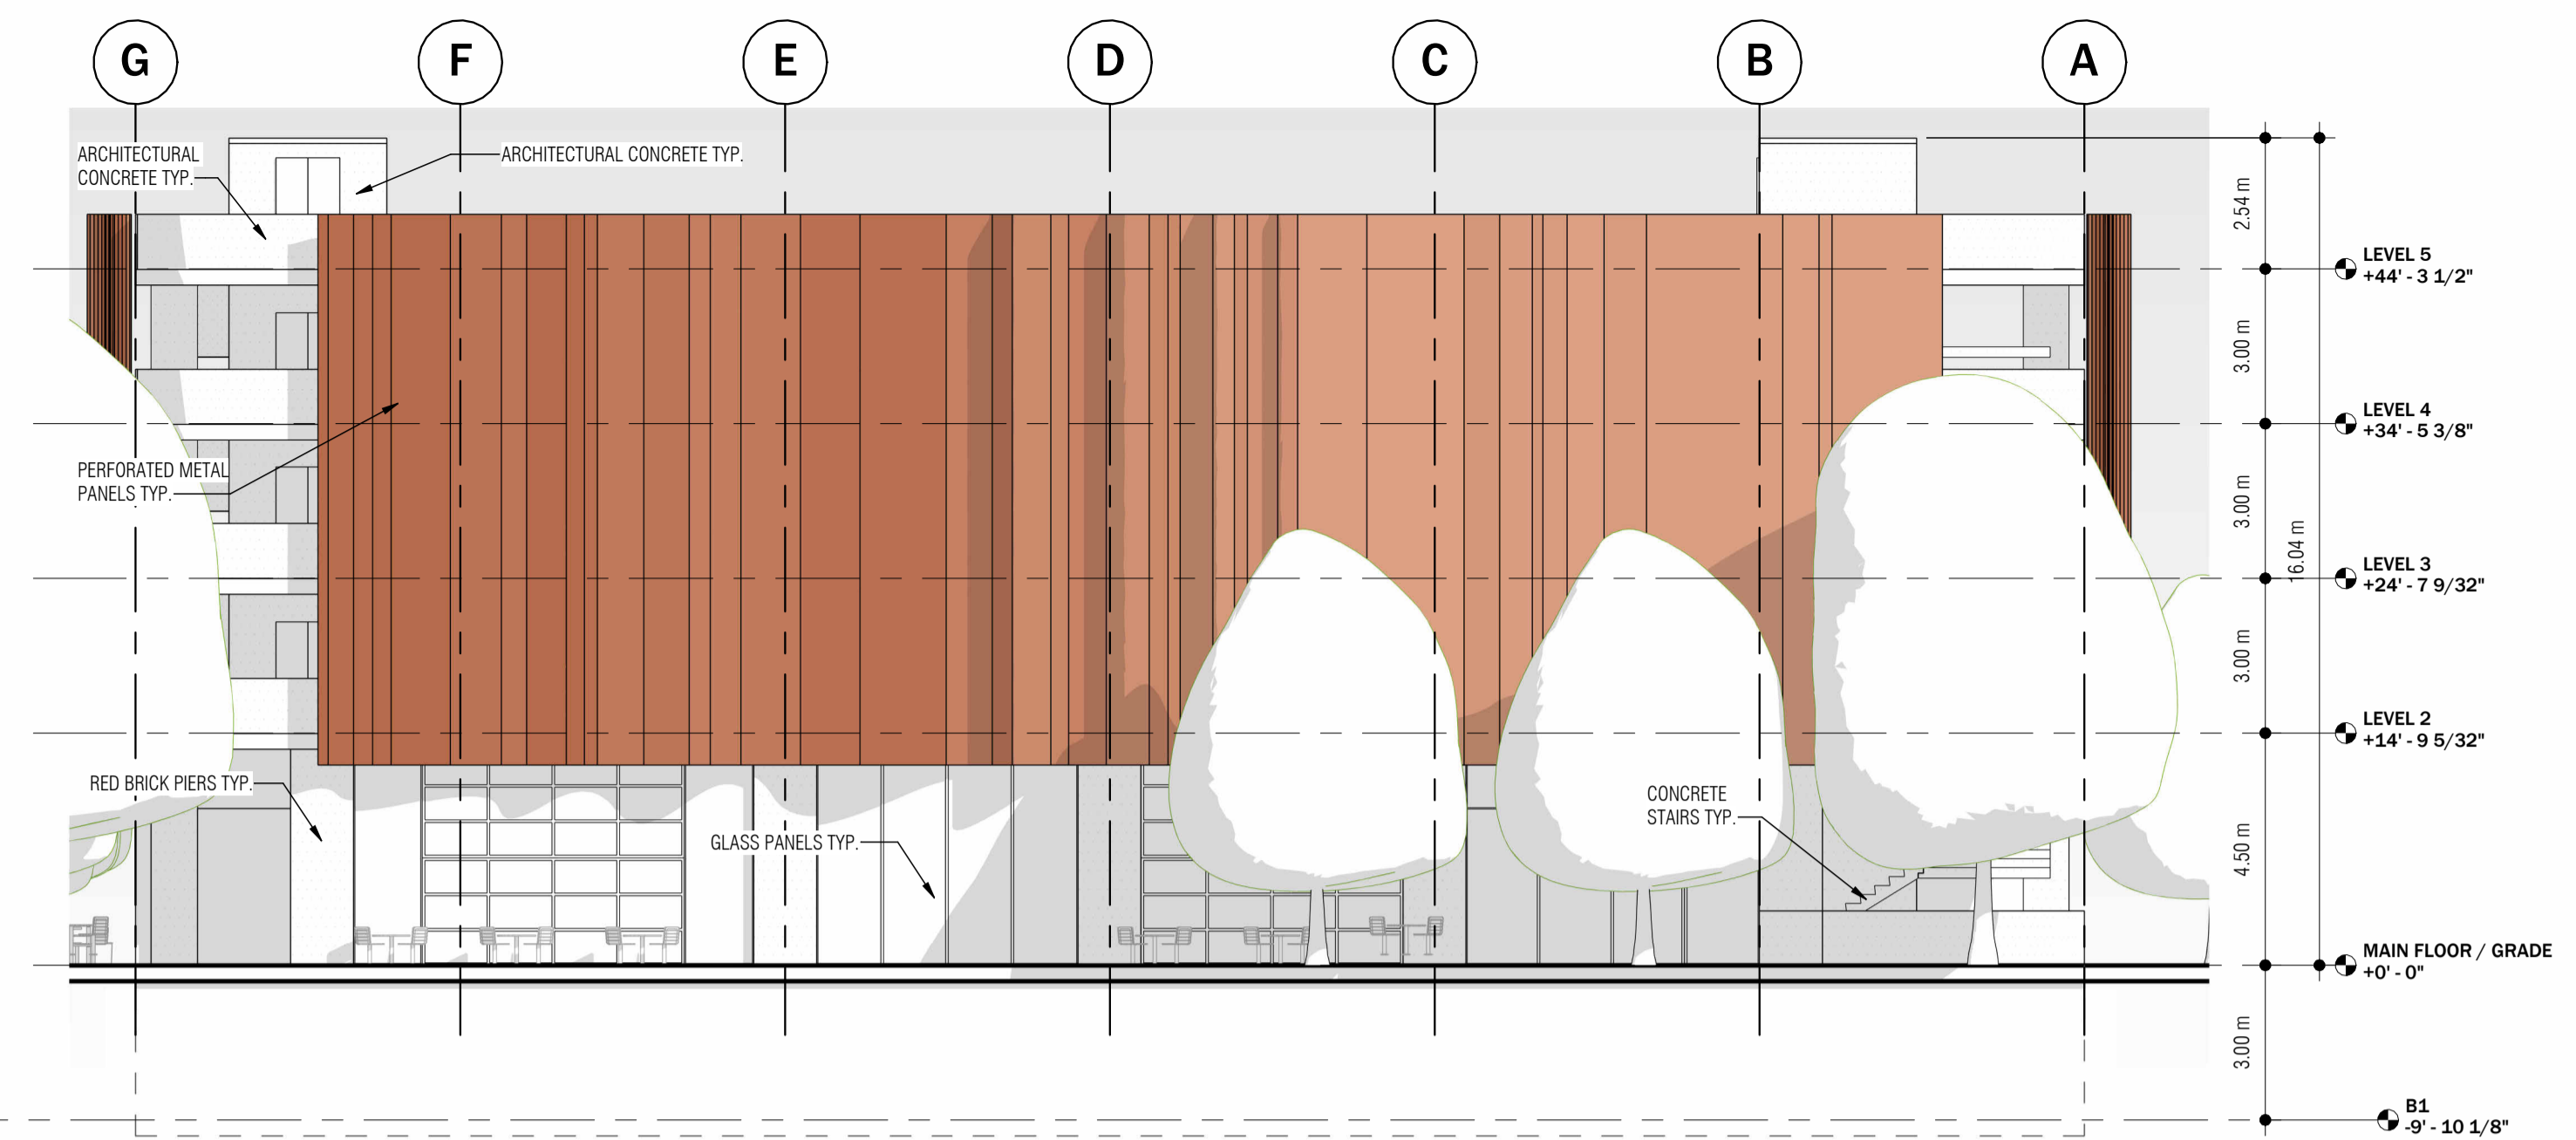 G F E D C B A
ARCHITECTURAL
CONCRETE TYP.
ARCHITECTURAL CONCRETE TYP.
2.54 m
LEVEL 5
+44' - 3 1/2"
3.00 m
LEVEL 4
+34' - 5 3/8"
PERFORATED METAL
PANELS TYP.
3.00 m
16.04 m
LEVEL 3
+24' - 7 9/32"
3.00 m
LEVEL 2
+14' - 9 5/32"
RED BRICK PIERS TYP.
CONCRETE
STAIRS TYP.
GLASS PANELS TYP.
4.50 m
MAIN FLOOR / GRADE
+0' - 0"
3.00 m
B1
-9' - 10 1/8"